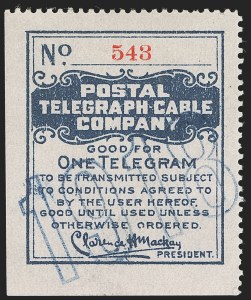 No. 543
POSTAL
TELEGRAPH-CABLE
COMPANY
GOOD FOR
ONE TELEGRAM
TO BE TRANSMITTED SUBJECT
TO CONDITIONS AGREED TO
BY THE USER HEREOF.
GOOD UNTIL USED UNLESS
OTHERWISE ORDERED.
Clarence H Mackay
PRESIDENT.